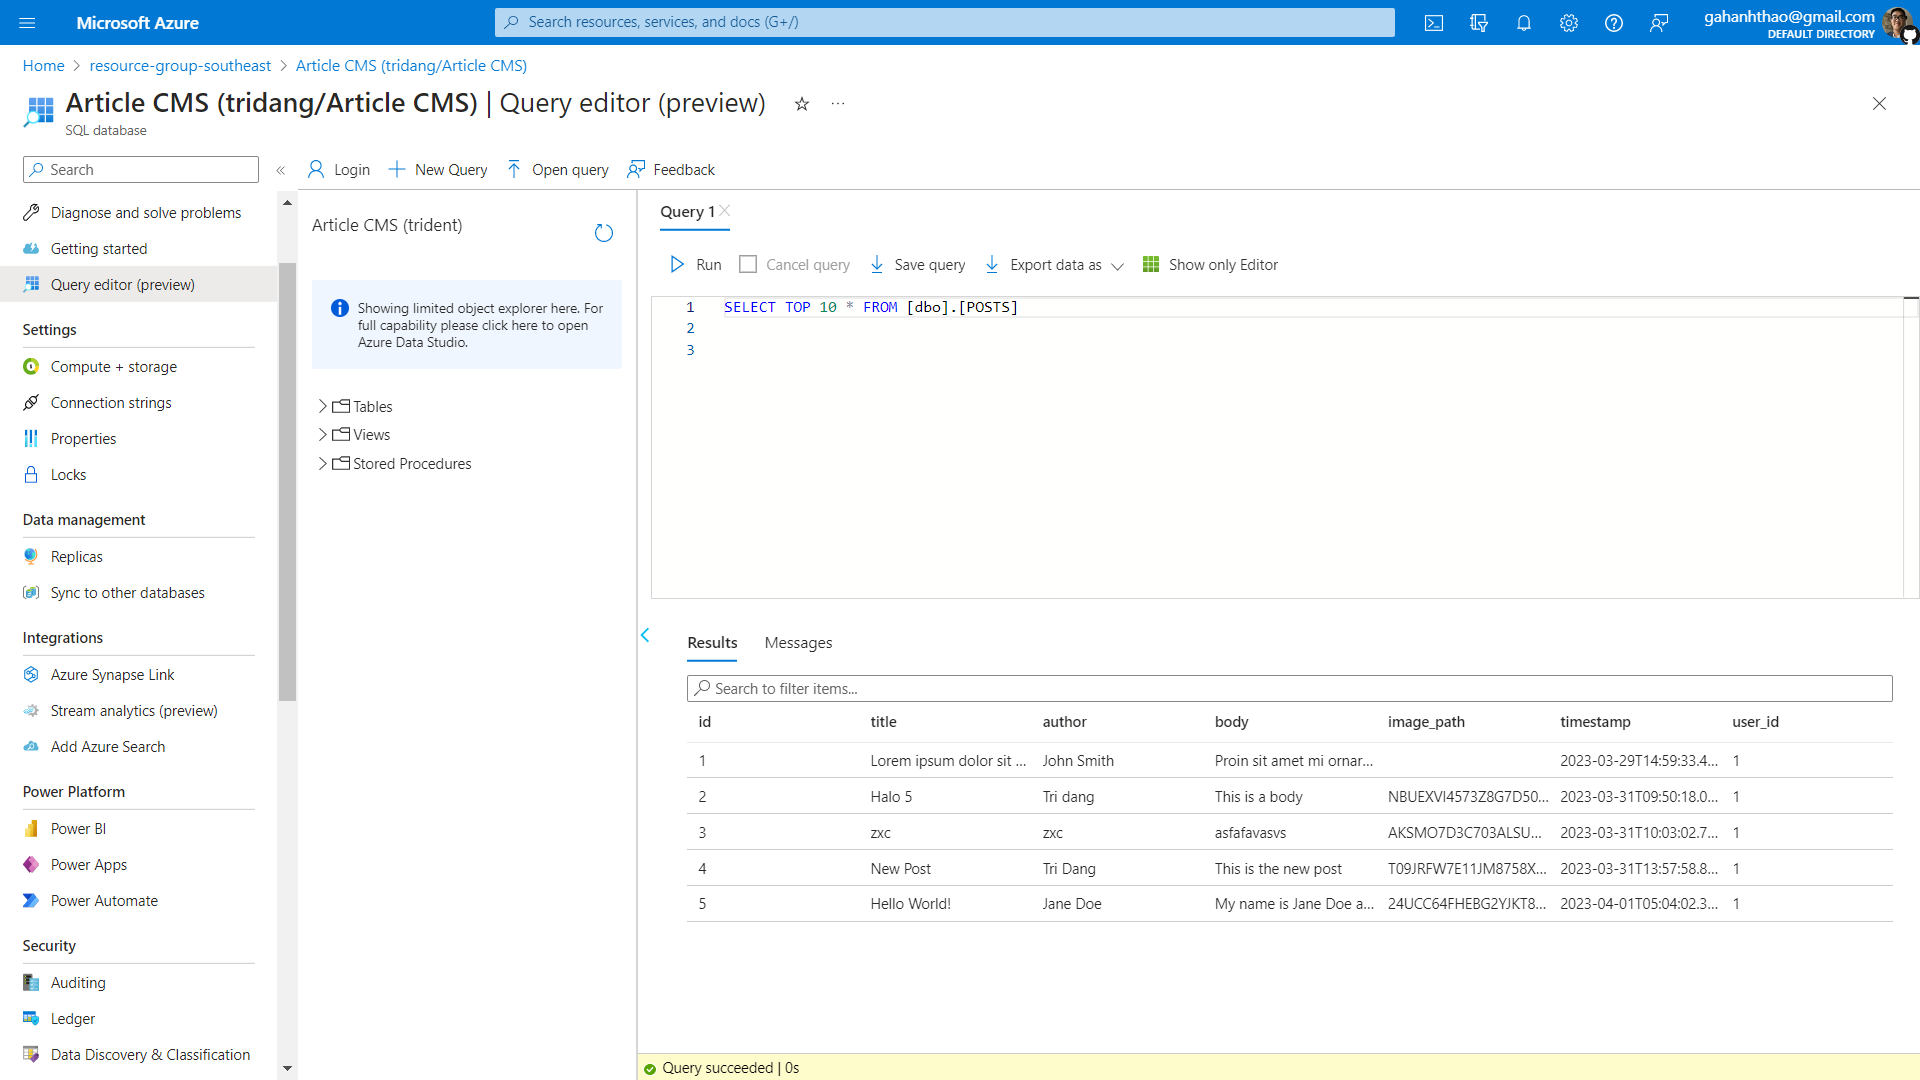 Microsoft Azure
Search resources, services, and docs (G+/)
gahanhthao@gmail.com
DEFAULT DIRECTORY
Home > resource-group-southeast > Article CMS (tridang/Article CMS)
Article CMS (tridang/Article CMS) | Query editor (preview)
SQL database
Search
Login
New Query
Open query
Feedback
Diagnose and solve problems
Getting started
Query editor (preview)
Settings
Compute + storage
Connection strings
Properties
Locks
Data management
Replicas
Sync to other databases
Integrations
Azure Synapse Link
Stream analytics (preview)
Add Azure Search
Power Platform
Power BI
Power Apps
Power Automate
Security
Auditing
Ledger
Data Discovery & Classification
Article CMS (trident)
Showing limited object explorer here. For
full capability please click here to open
Azure Data Studio.
Tables
Views
Stored Procedures
Query 1
Run
Cancel query
Save query
Export data as
Show only Editor
1 SELECT TOP 10 * FROM [dbo].[POSTS]
2
3
Results Messages
Search to filter items...
id title author body image_path timestamp user_id
1 Lorem ipsum dolor sit ... John Smith Proin sit amet mi ornar... 2023-03-29T14:59:33.4... 1
2 Halo 5 Tri dang This is a body NBUEXVI4573Z8G7D50... 2023-03-31T09:50:18.0... 1
3 zxc zxc asfafavasvs AKSMO7D3C703ALSU... 2023-03-31T10:03:02.7... 1
4 New Post Tri Dang This is the new post T09JRFW7E11JM8758X... 2023-03-31T13:57:58.8... 1
5 Hello World! Jane Doe My name is Jane Doe a... 24UCC64FHEBG2YJKT8... 2023-04-01T05:04:02.3... 1
Query succeeded | 0s